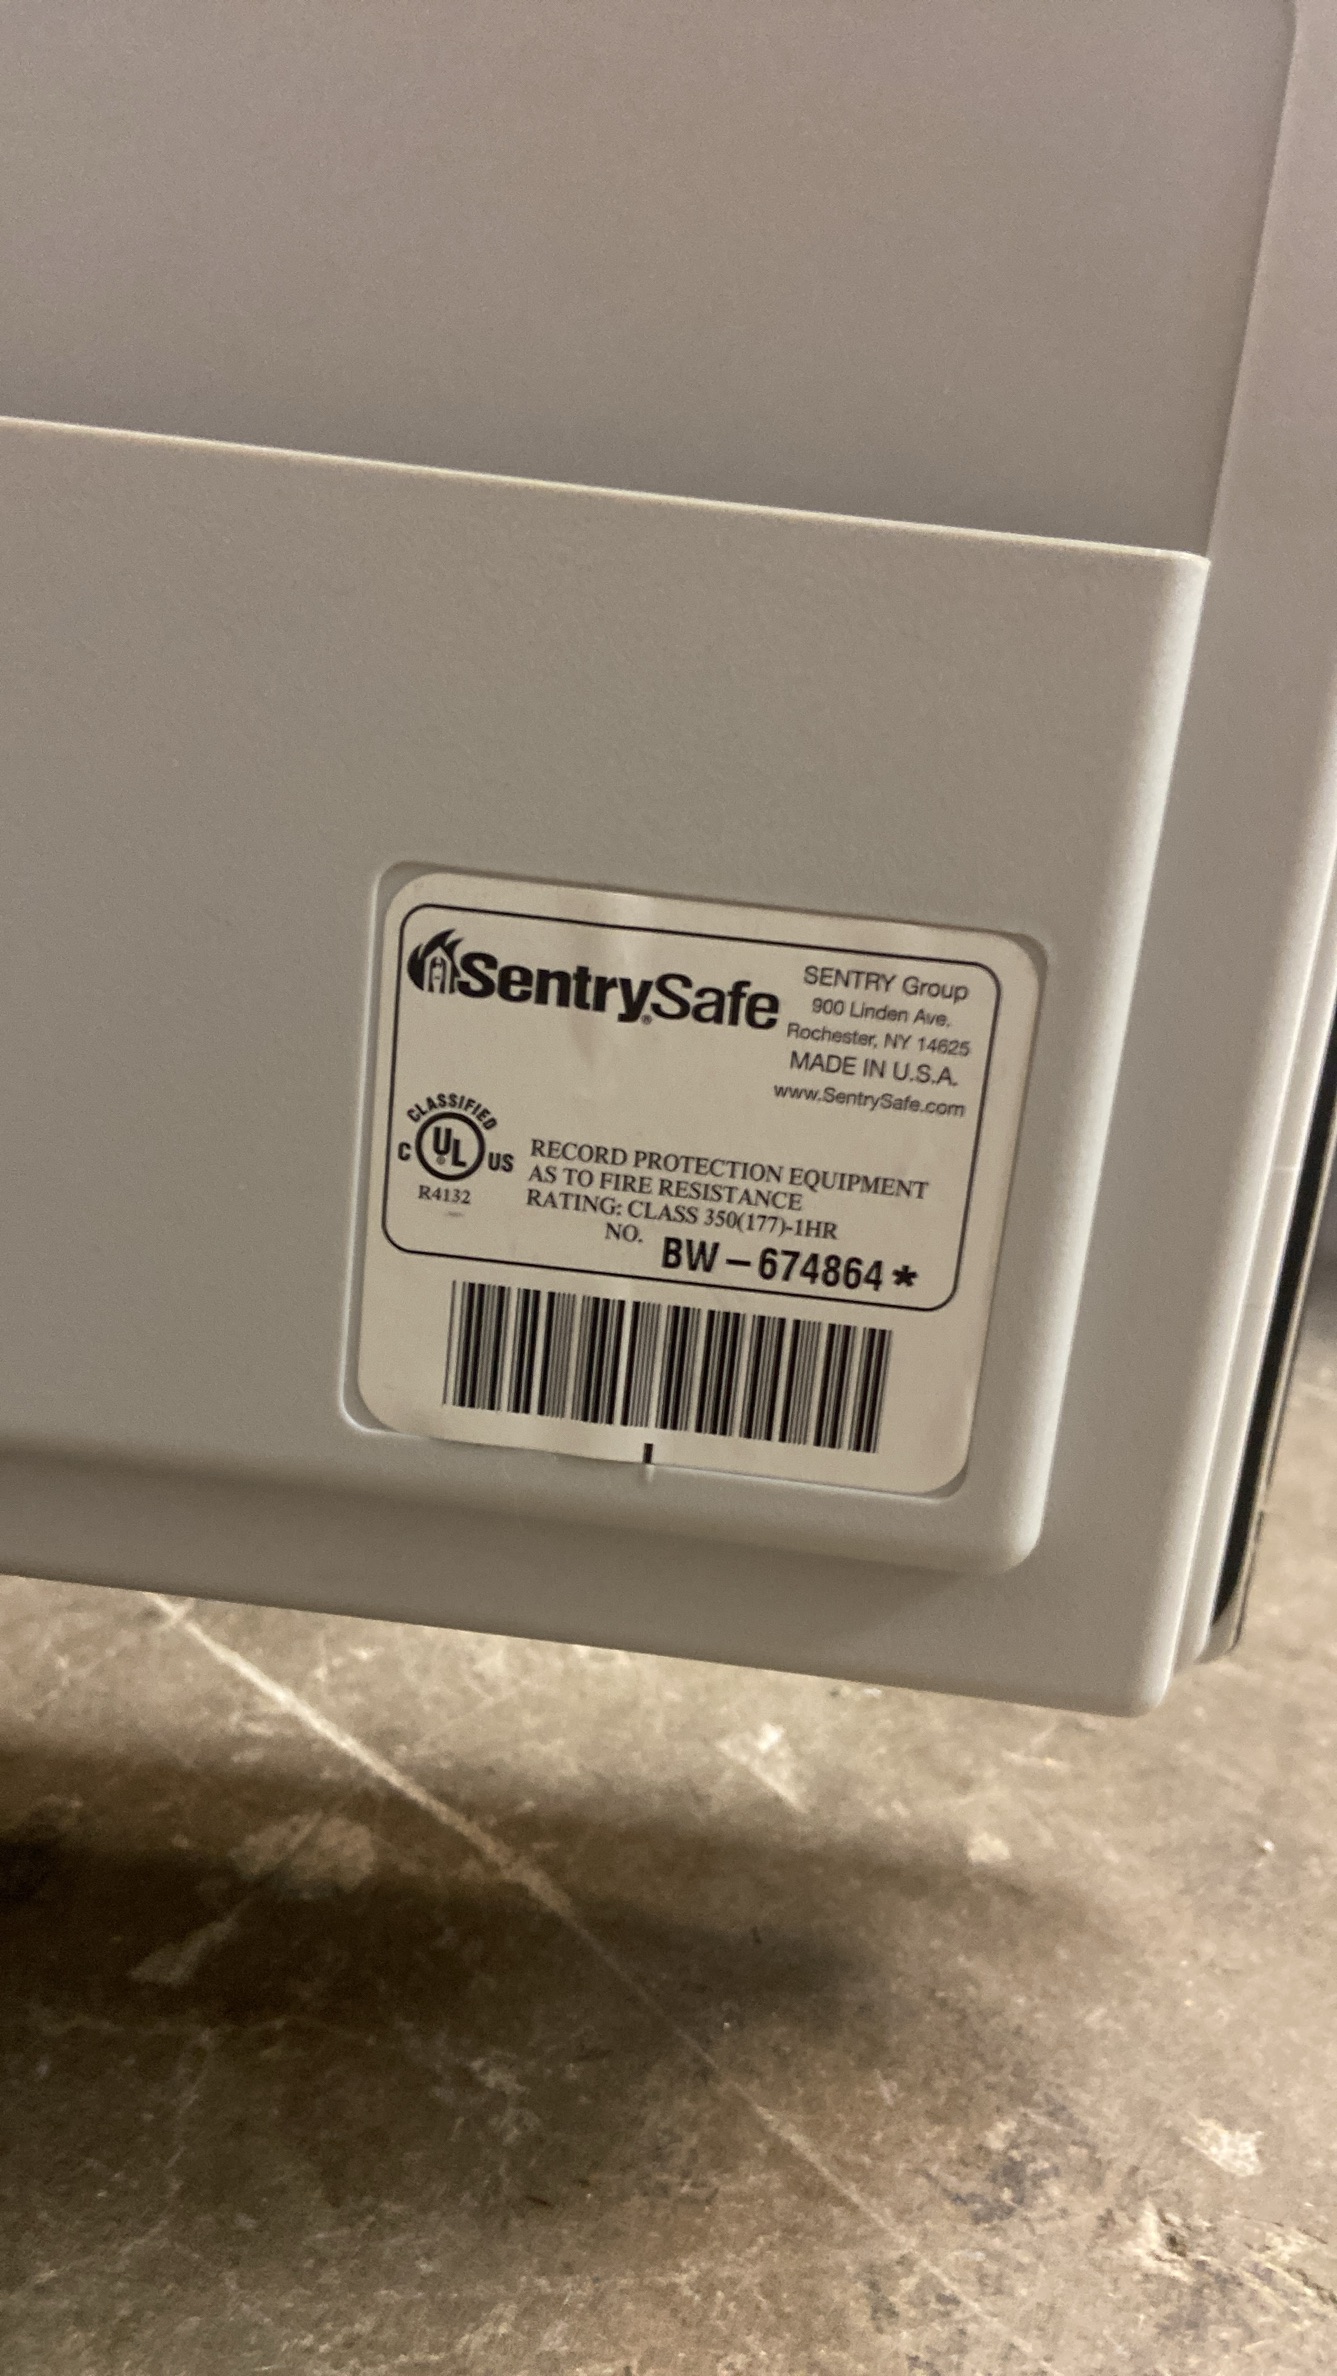 SentrySafe®
SENTRY Group
900 Linden Ave.
Rochester, NY 14625
MADE IN U.S.A.
www.SentrySafe.com
CLASSIFIED
C UL® US
R4132
RECORD PROTECTION EQUIPMENT
AS TO FIRE RESISTANCE
RATING: CLASS 350(177)-1HR
NO. BW-674864*